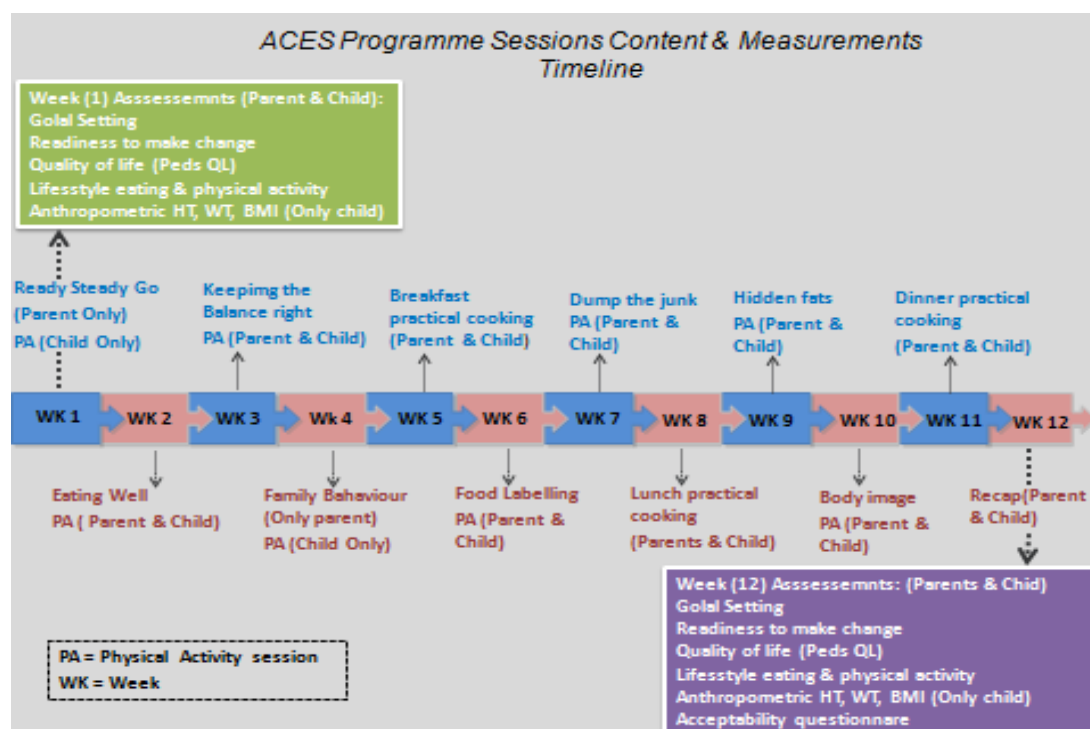 ACES Programme Sessions Content & Measurements
Timeline
Week (1) Asssessemnts (Parent & Child):
Golal Setting
Readiness to make change
Quality of life (Peds QL)
Lifesstyle eating & physical activity
Anthropometric HT, WT, BMI (Only child)
Ready Steady Go
(Parent Only)
PA (Child Only)
Keepimg the
Balance right
PA (Parent & Child)
Breakfast
practical cooking
(Parent & Child)
Dump the junk
PA (Parent &
Child)
Hidden fats
PA (Parent &
Child)
Dinner practical
cooking
(Parent & Child)
WK 1
WK 2
WK 3
Wk 4
WK 5
WK 6
WK 7
WK 8
WK 9
WK 10
WK 11
WK 12
Eating Well
PA ( Parent & Child)
Family Bahaviour
(Only parent)
PA (Child Only)
Food Labelling
PA (Parent &
Child)
Lunch practical
cooking
(Parents & Child)
Body image
PA (Parent &
Child)
Recap(Parent
& Child)
Week (12) Asssessemnts: (Parents & Chid)
Golal Setting
Readiness to make change
Quality of life (Peds QL)
Lifesstyle eating & physical activity
Anthropometric HT, WT, BMI (Only child)
Acceptability questionnare
PA = Physical Activity session
WK = Week